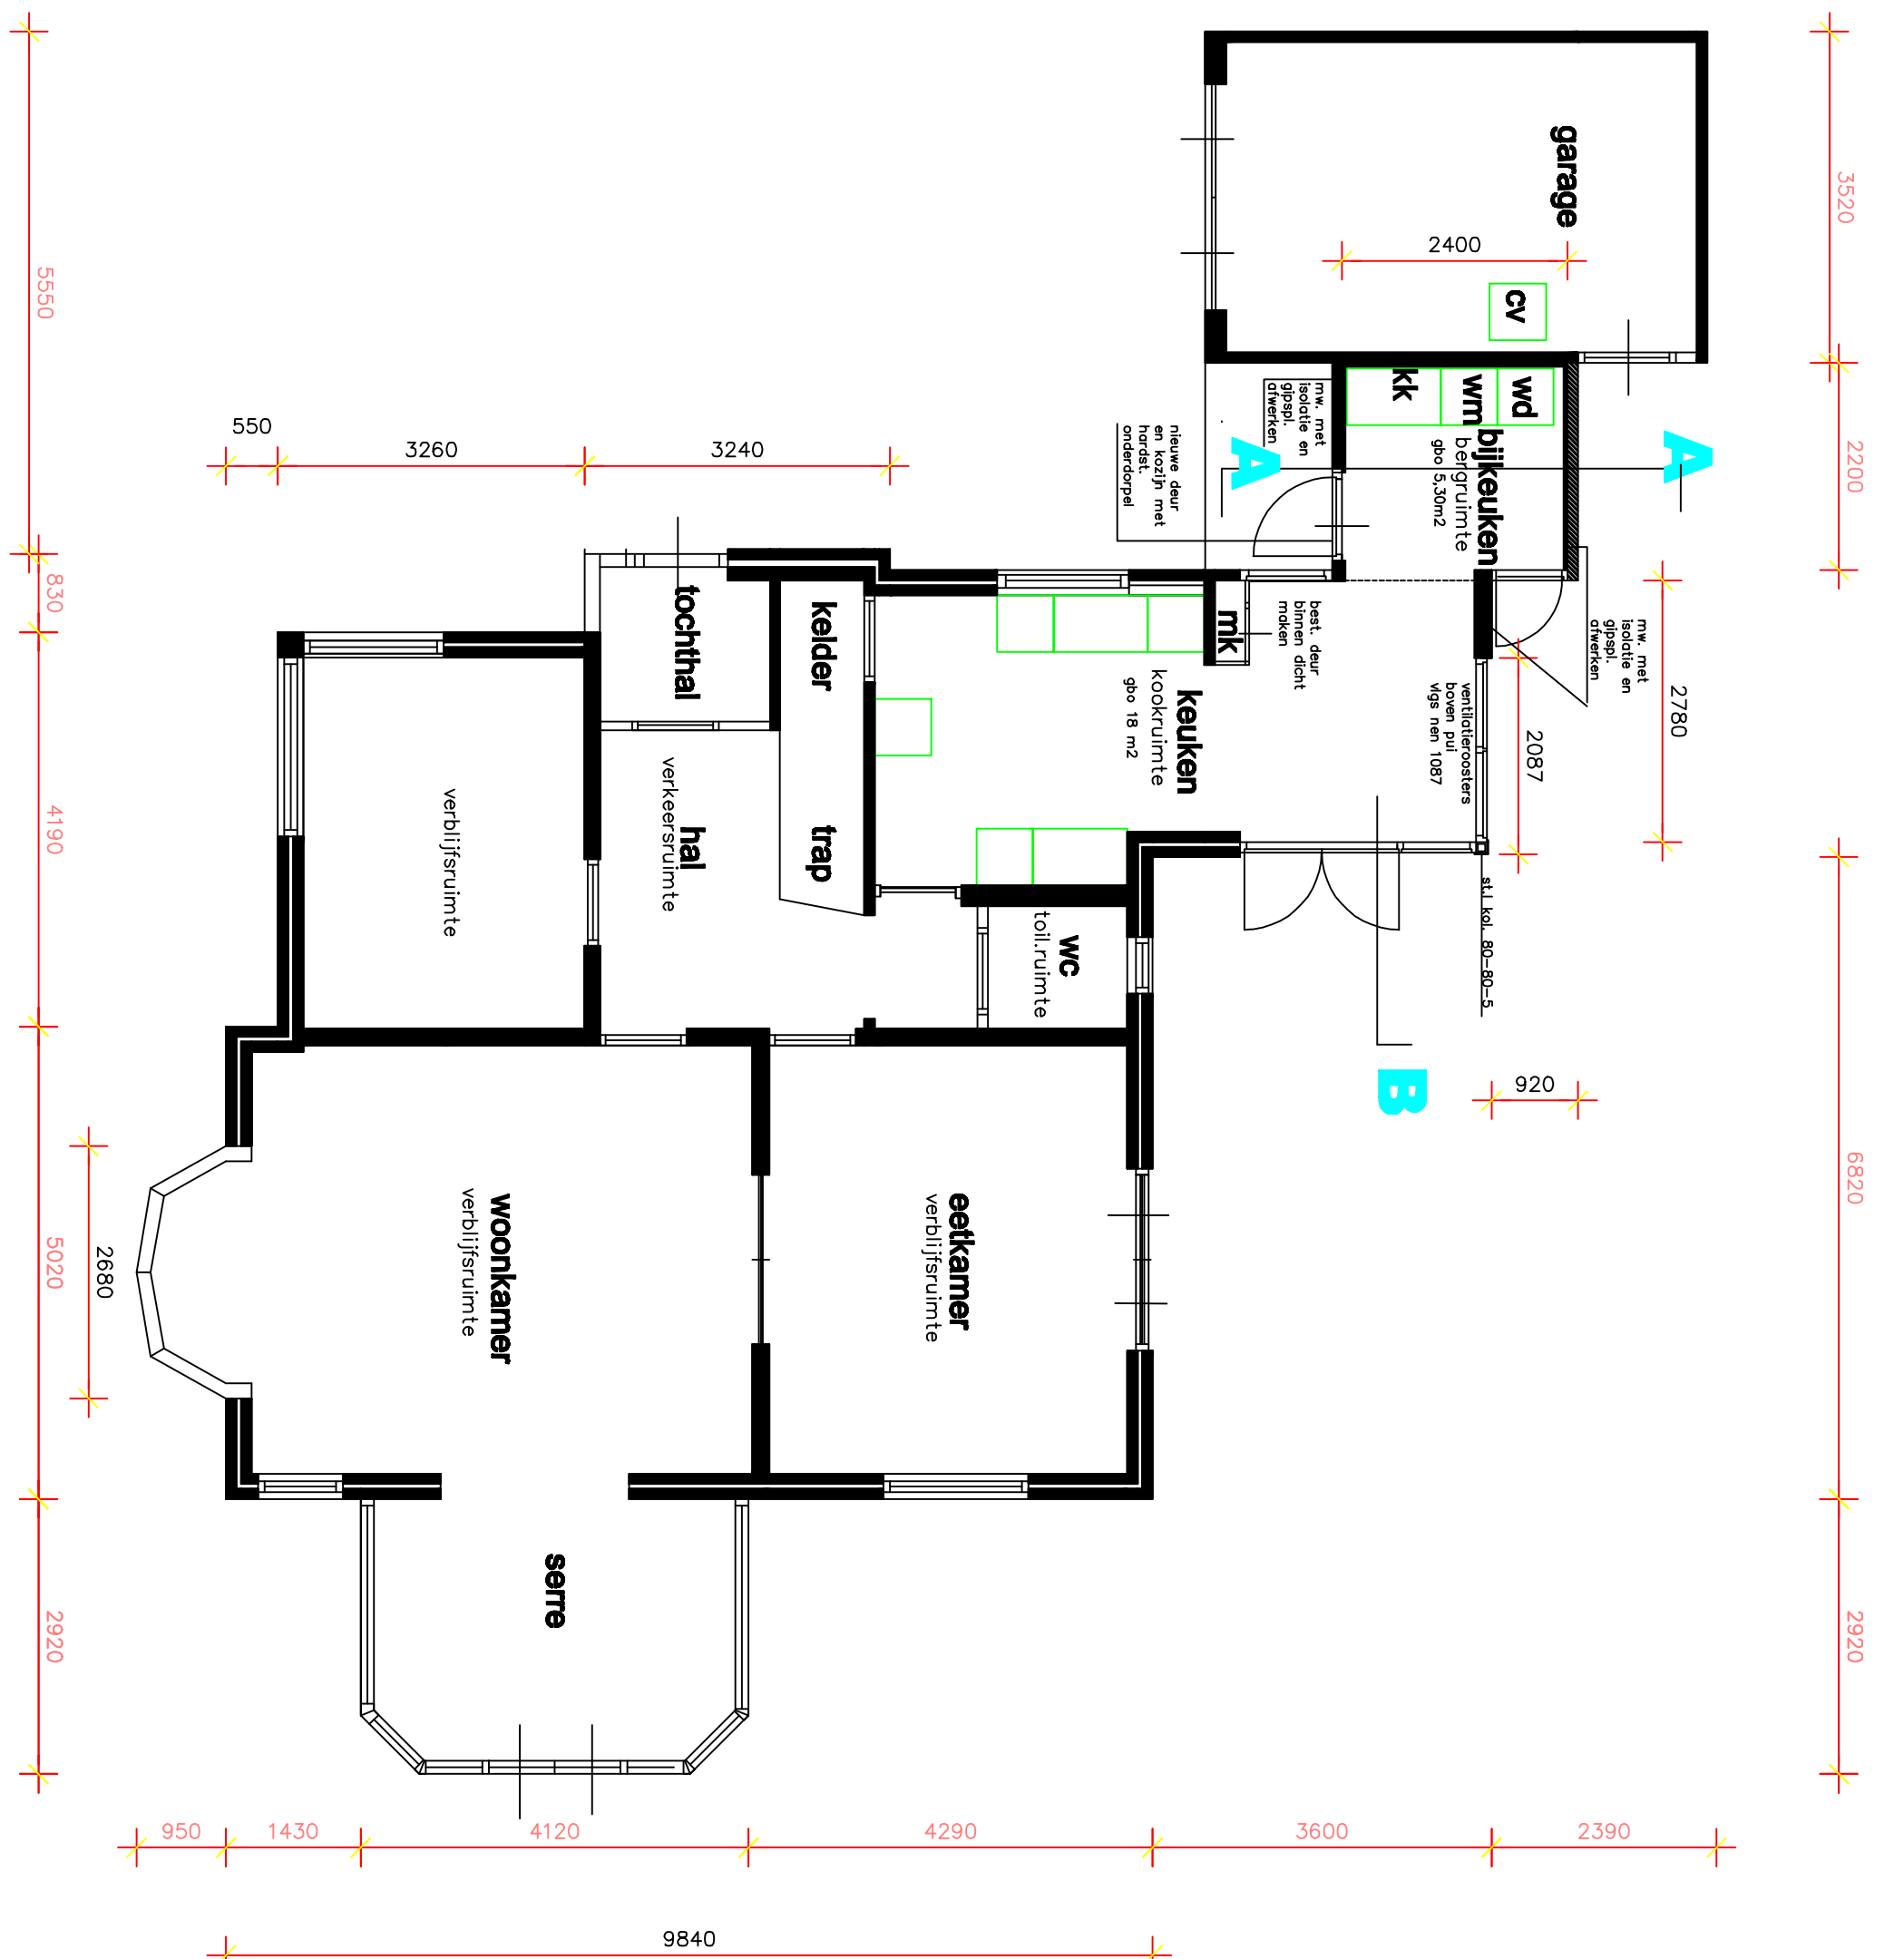 garage
3520
2400
cv
5550
2200
kk
wm
wd
bijkeuken
bergruimte
gbo 5,30m2
A
A
mw. met
isolatie en
gipspl.
afwerken
nieuwe deur
en kozijn met
hardst.
onderdorpel
550
3260
3240
830
tochthal
kelder
trap
mk
best. deur
binnen dicht
maken
mw. met
isolatie en
gipspl.
afwerken
2780
2087
ventilatieroosters
boven pui
vlgs nen 1087
keuken
kookruimte
gbo 18 m2
hal
verkeersruimte
verblijfsruimte
4190
wc
toil.ruimte
st.l kol. 80-80-5
B
920
6820
eetkamer
verblijfsruimte
woonkamer
verblijfsruimte
5020
2680
serre
2920
2920
950
1430
4120
4290
3600
2390
9840